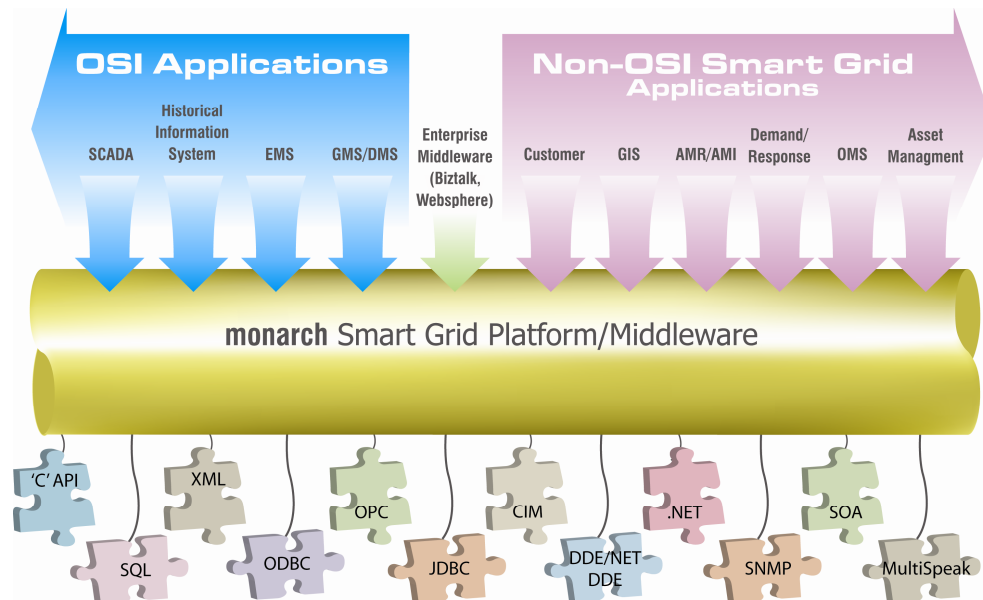 OSI Applications
Non-OSI Smart Grid
Applications
SCADA
Historical
Information
System
EMS
GMS/DMS
Enterprise
Middleware
(Biztalk,
Websphere)
Customer
GIS
AMR/AMI
Demand/
Response
OMS
Asset
Managment
monarch Smart Grid Platform/Middleware
'C' API
XML
OPC
CIM
.NET
SOA
SQL
ODBC
JDBC
DDE/NET
DDE
SNMP
MultiSpeak